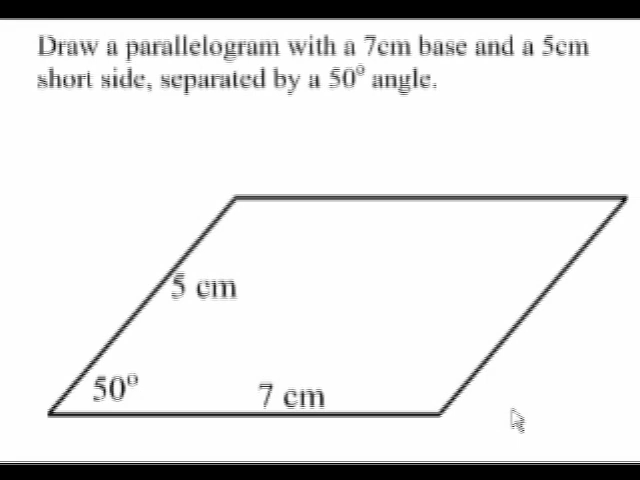 Draw a parallelogram with a 7cm base and a 5cm
short side, separated by a 50° angle.
5 cm
50°
7 cm